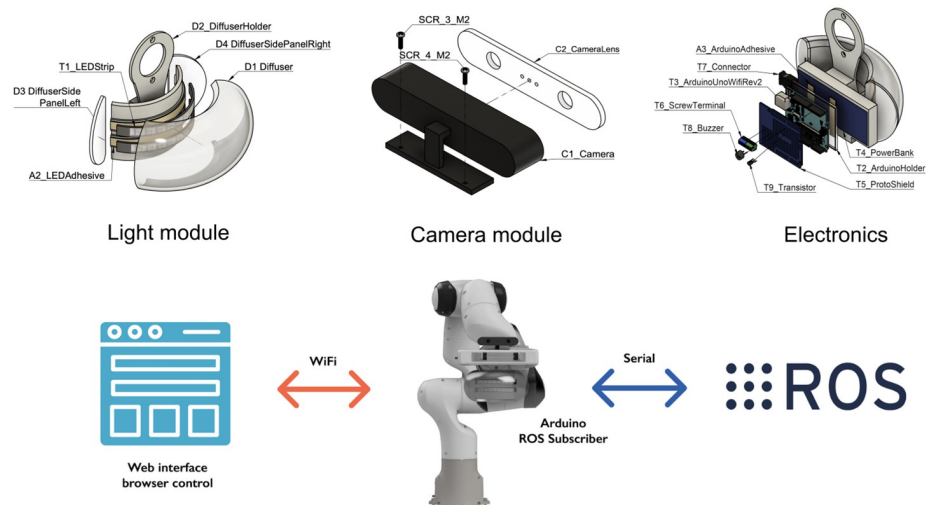 D2_DiffuserHolder
D4 DiffuserSidePanelRight
T1_LEDStrip
D1 Diffuser
D3 DiffuserSide
PanelLeft
A2_LEDAdhesive
Light module
SCR_3_M2
SCR_4_M2
C2_CameraLens
C1_Camera
Camera module
A3_ArduinoAdhesive
T7_Connector
T3_ArduinoUnoWifiRev2
T6_ScrewTerminal
T8_Buzzer
T4_PowerBank
T2_ArduinoHolder
T9_Transistor
T5_ProtoShield
Electronics
WiFi
Serial
ROS
Arduino
ROS Subscriber
Web interface
browser control